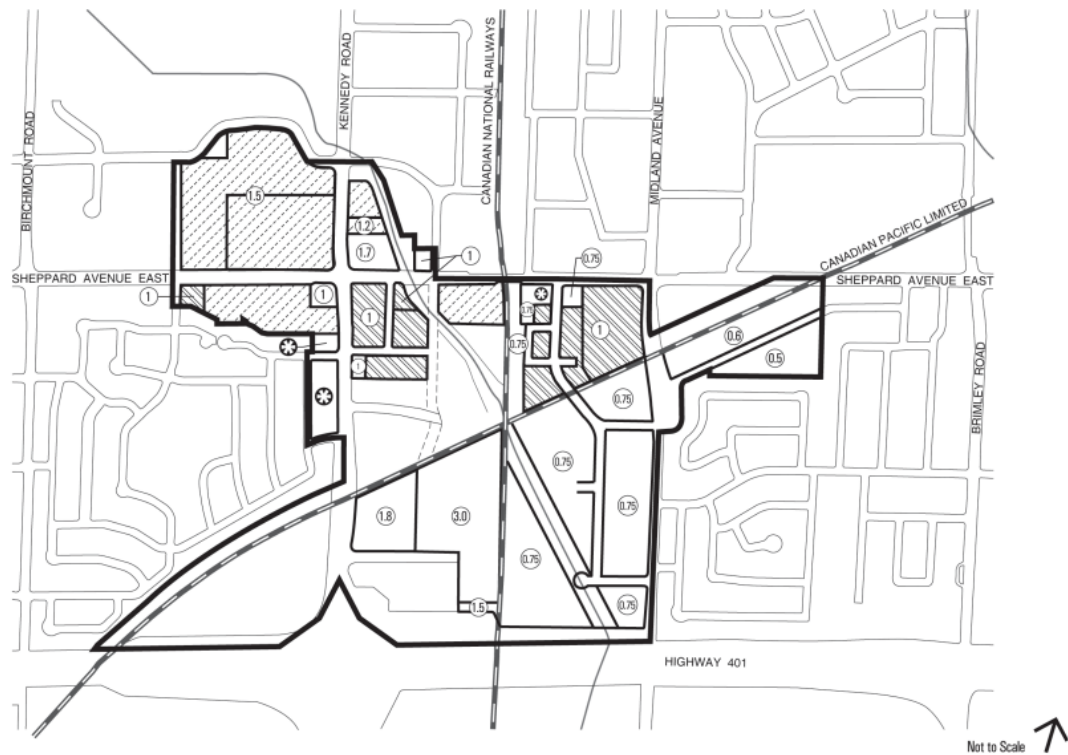 BIRCHMOUNT ROAD
KENNEDY ROAD
CANADIAN NATIONAL RAILWAYS
MIDLAND AVENUE
CANADIAN PACIFIC LIMITED
1.5
1.2
1.7
1
0.75
SHEPPARD AVENUE EAST
SHEPPARD AVENUE EAST
1
1
0.75
1
1
0.75
0.6
0.5
1
0.75
BRIMLEY ROAD
0.75
1.8
3.0
0.75
0.75
1.5
0.75
HIGHWAY 401
Not to Scale